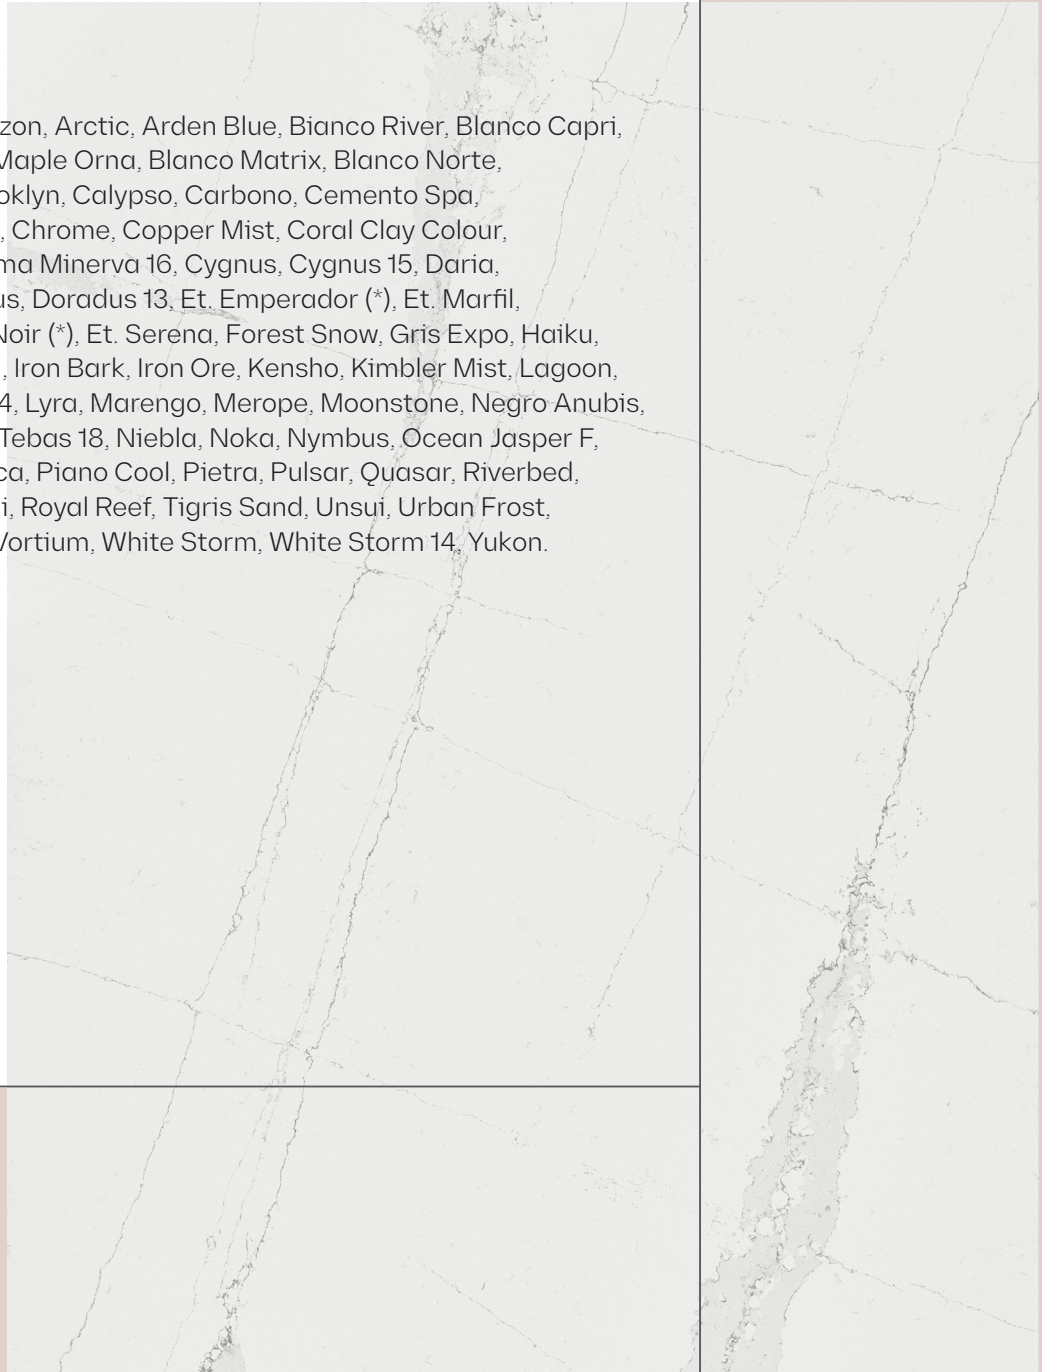 zon, Arctic, Arden Blue, Bianco River, Blanco Capri,
Maple Orna, Blanco Matrix, Blanco Norte,
oklyn, Calypso, Carbono, Cemento Spa,
, Chrome, Copper Mist, Coral Clay Colour,
ma Minerva 16, Cygnus, Cygnus 15, Daria,
us, Doradus 13, Et. Emperador (*), Et. Marfil,
Noir (*), Et. Serena, Forest Snow, Gris Expo, Haiku,
, Iron Bark, Iron Ore, Kensho, Kimbler Mist, Lagoon,
4, Lyra, Marengo, Merope, Moonstone, Negro Anubis,
Tebas 18, Niebla, Noka, Nymbus, Ocean Jasper F,
ca, Piano Cool, Pietra, Pulsar, Quasar, Riverbed,
i, Royal Reef, Tigris Sand, Unsui, Urban Frost,
Vortium, White Storm, White Storm 14, Yukon.